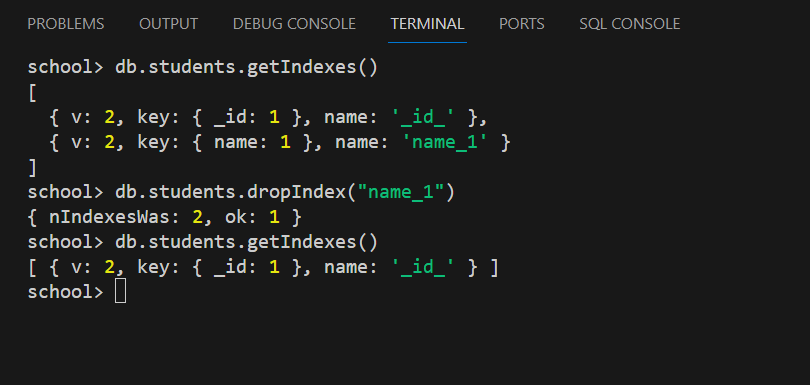 PROBLEMS OUTPUT DEBUG CONSOLE TERMINAL PORTS SQL CONSOLE
school> db.students.getIndexes()
[
  { v: 2, key: { _id: 1 }, name: '_id_' },
  { v: 2, key: { name: 1 }, name: 'name_1' }
]
school> db.students.dropIndex("name_1")
{ nIndexesWas: 2, ok: 1 }
school> db.students.getIndexes()
[ { v: 2, key: { _id: 1 }, name: '_id_' } ]
school>